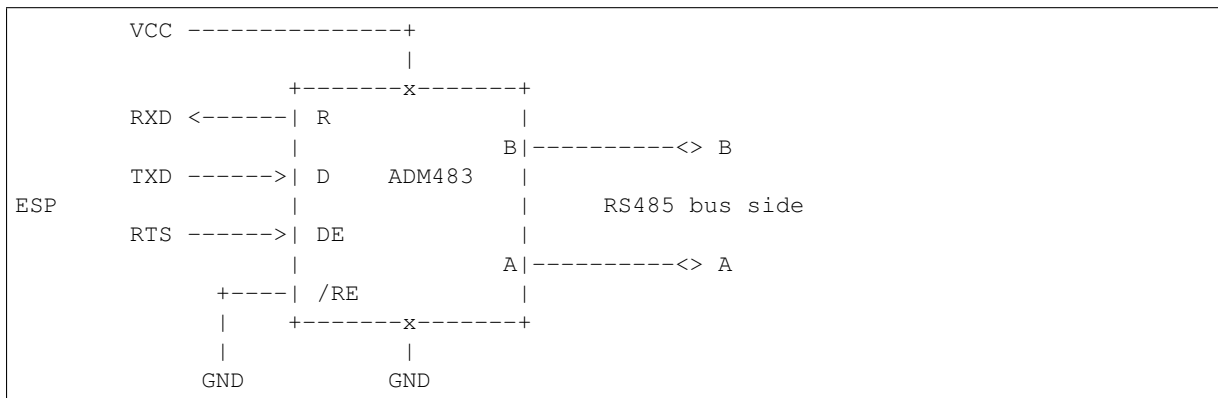 VCC ---------------+
|
+-------x-------+
RXD <------| R |
| B|----------<> B
TXD ------>| D ADM483 |
ESP | | RS485 bus side
RTS ------>| DE |
| A|----------<> A
+----| /RE |
| +-------x-------+
| |
GND GND